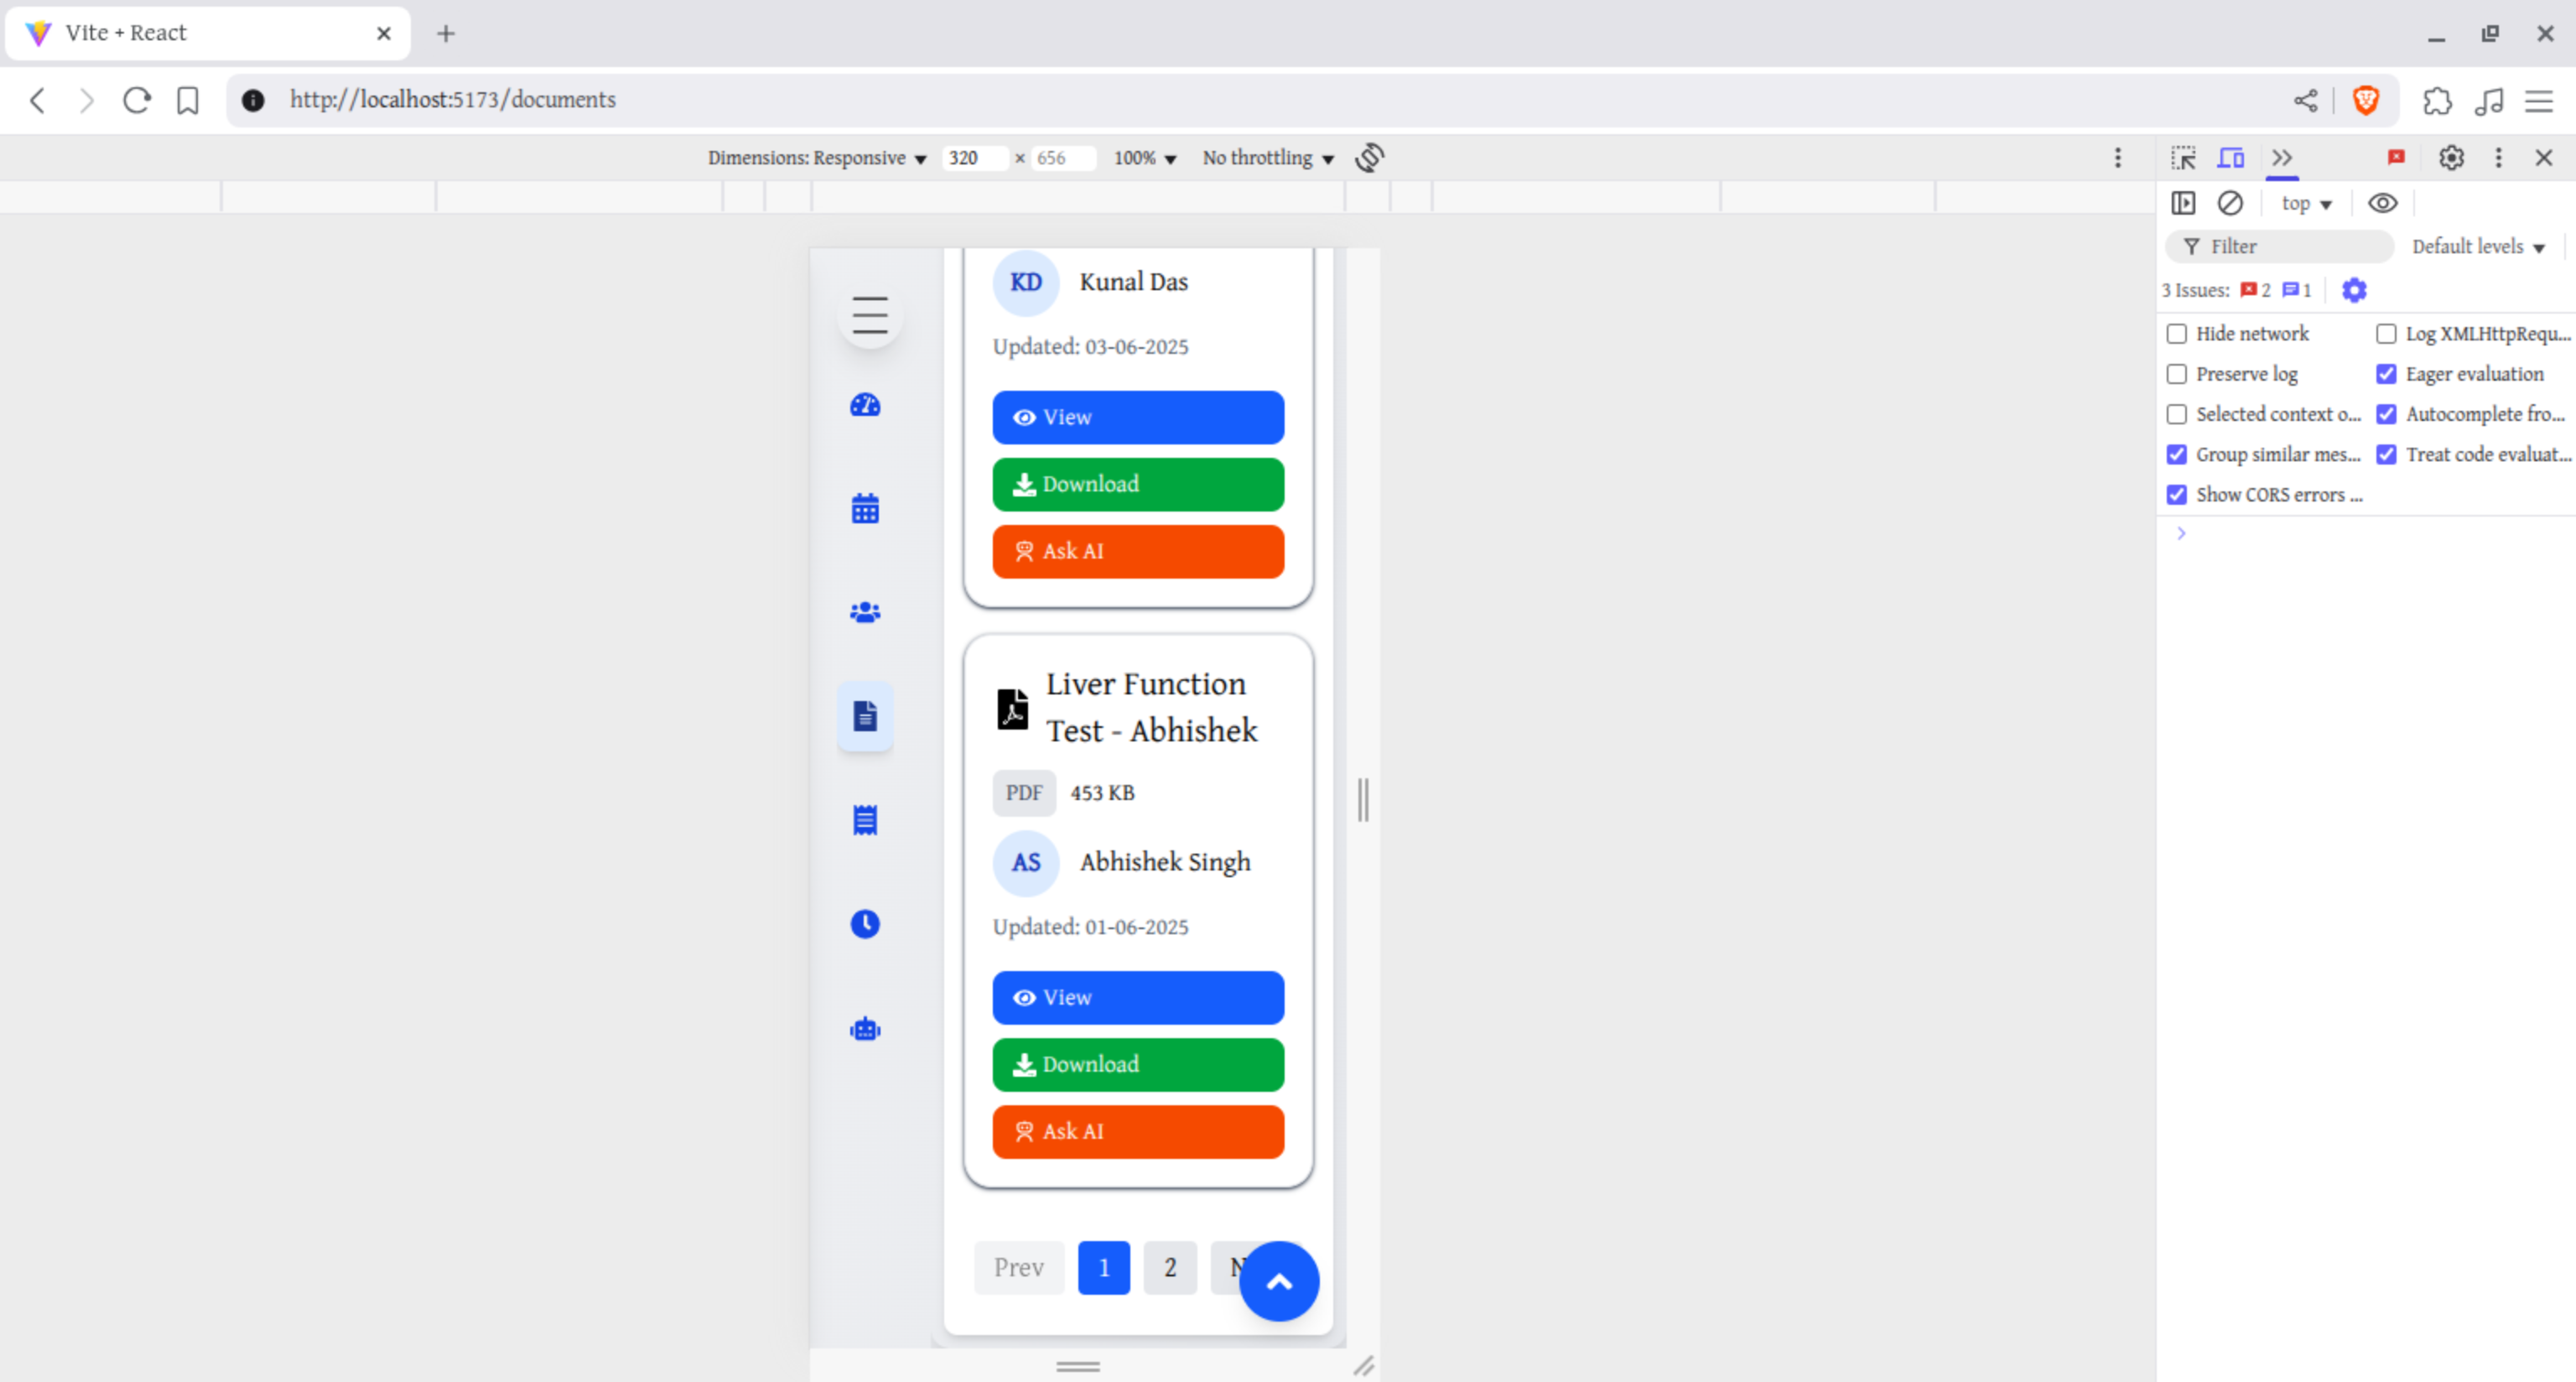 Vite + React
http://localhost:5173/documents
Dimensions: Responsive 320 × 656 100% No throttling
top
Filter Default levels
3 Issues: 2 1
Hide network Log XMLHttpRequ...
Preserve log Eager evaluation
Selected context o... Autocomplete fro...
Group similar mes... Treat code evaluat...
Show CORS errors ...
KD Kunal Das
Updated: 03-06-2025
View
Download
Ask AI
Liver Function
Test - Abhishek
PDF 453 KB
AS Abhishek Singh
Updated: 01-06-2025
View
Download
Ask AI
Prev 1 2 N